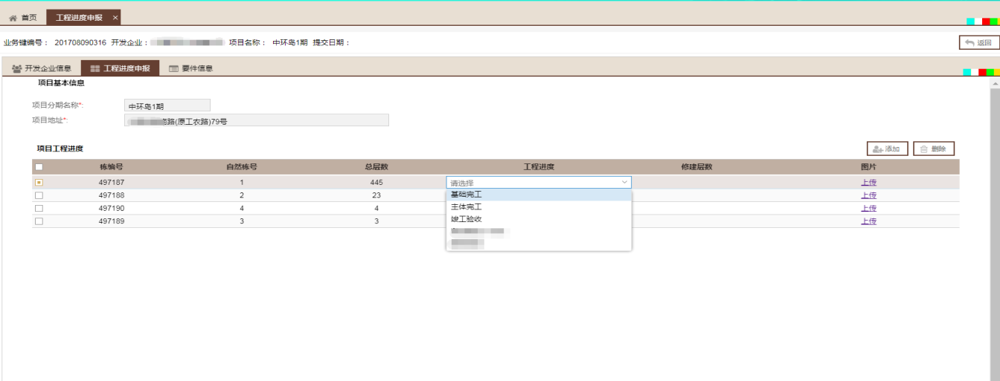 首页 工程进度申报 ×
业务键编号： 201708090316 开发企业： 项目名称： 中环岛1期 提交日期： 返回
开发企业信息 工程进度申报 要件信息
项目基本信息
项目分期名称*: 中环岛1期
项目地址*: 路(原工农路)79号
项目工程进度 添加 删除
栋编号 自然栋号 总层数 工程进度 修建层数 图片
497187 1 445 请选择 上传
497188 2 23 基础完工 上传
497190 4 4 主体完工 上传
497189 3 3 竣工验收 上传